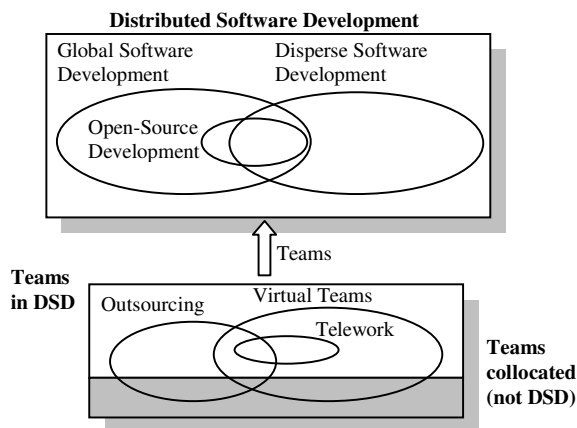 Distributed Software Development
Global Software
Development
Disperse Software
Development
Open-Source
Development
Teams
Teams
in DSD
Outsourcing
Virtual Teams
Telework
Teams
collocated
(not DSD)